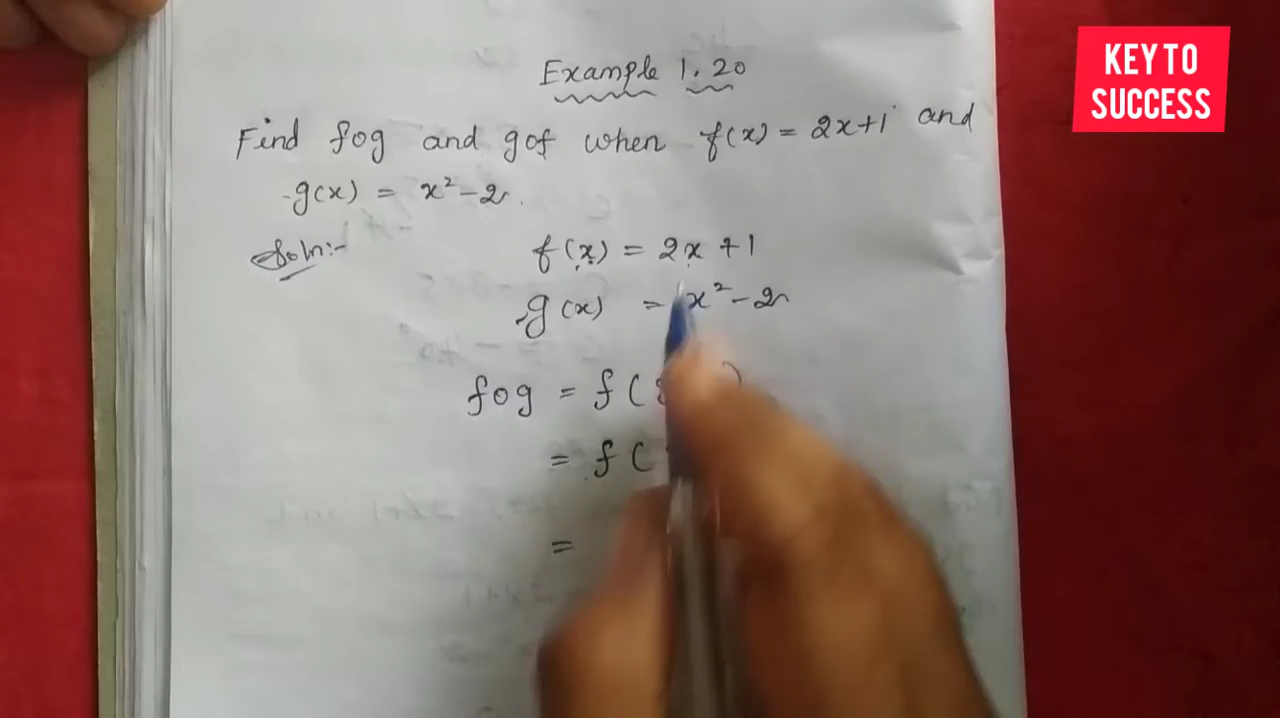 KEY TO
SUCCESS
Example 1.20
Find fog and gof when f(x) = 2x+1 and
g(x) = x² - 2.
Soln:-
f(x) = 2x + 1
g(x) = x² - 2
fog = f( )
= f(
=